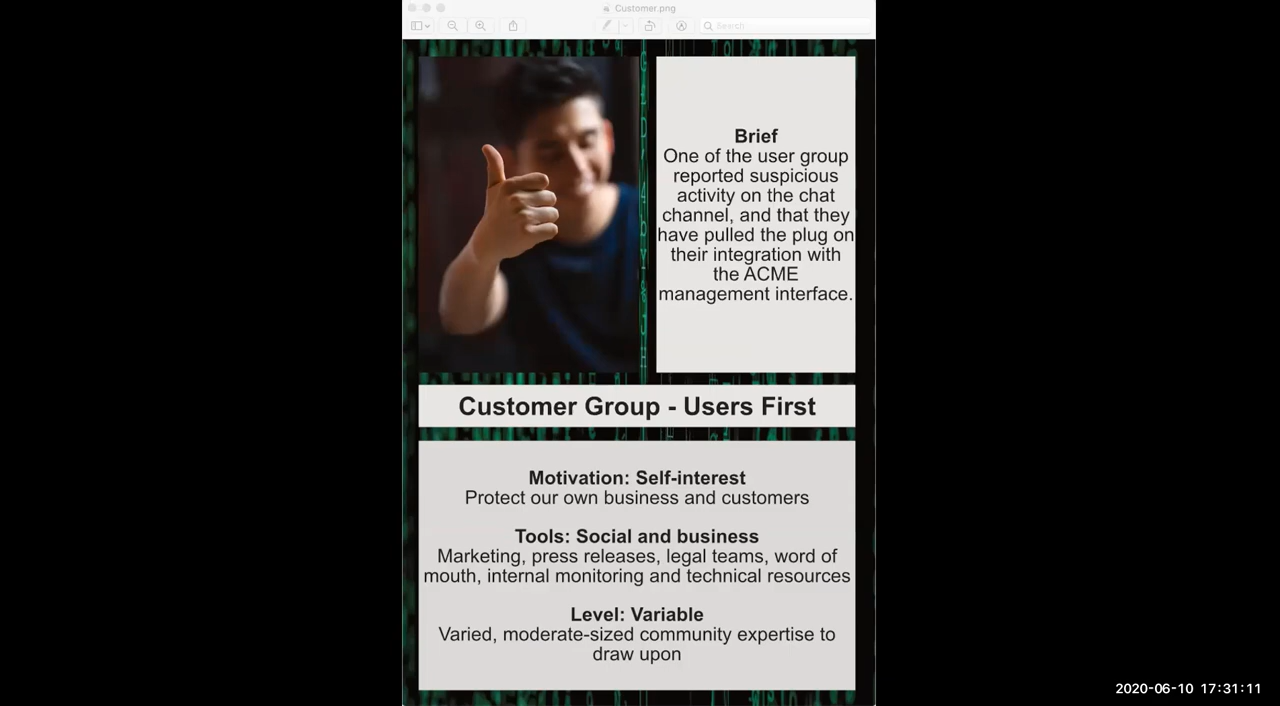 Customer.png
Search
Brief
One of the user group
reported suspicious
activity on the chat
channel, and that they
have pulled the plug on
their integration with
the ACME
management interface.
Customer Group - Users First
Motivation: Self-interest
Protect our own business and customers
Tools: Social and business
Marketing, press releases, legal teams, word of
mouth, internal monitoring and technical resources
Level: Variable
Varied, moderate-sized community expertise to
draw upon
2020-06-10 17:31:11